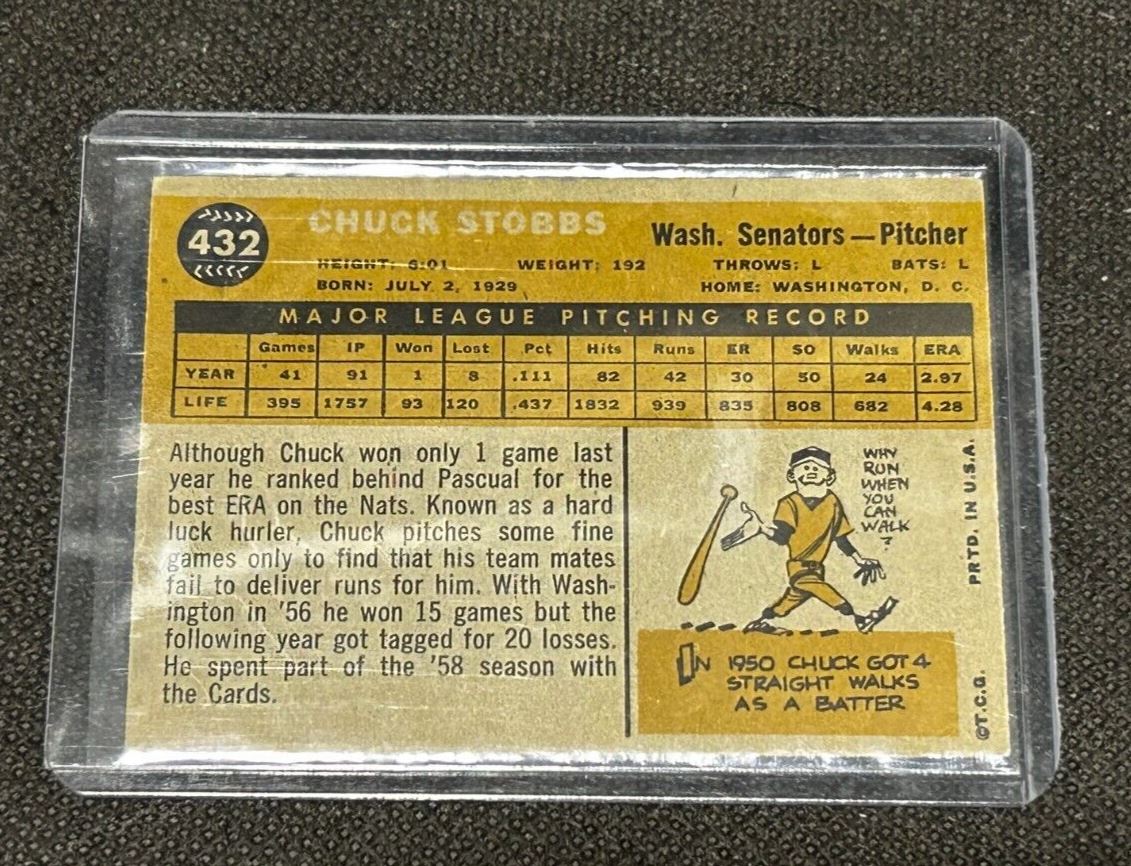 432
CHUCK STOBBS
Wash. Senators—Pitcher
HEIGHT: 6:01 WEIGHT: 192 THROWS: L BATS: L
BORN: JULY 2, 1929 HOME: WASHINGTON, D. C.
MAJOR LEAGUE PITCHING RECORD
Games IP Won Lost Pct Hits Runs ER SO Walks ERA
YEAR 41 91 1 8 .111 82 42 30 50 24 2.97
LIFE 395 1757 93 120 .437 1832 939 835 808 682 4.28
Although Chuck won only 1 game last
year he ranked behind Pascual for the
best ERA on the Nats. Known as a hard
luck hurler, Chuck pitches some fine
games only to find that his team mates
fail to deliver runs for him. With Wash-
ington in '56 he won 15 games but the
following year got tagged for 20 losses.
He spent part of the '58 season with
the Cards.
WHY
RUN
WHEN
YOU
CAN
WALK
?
IN 1950 CHUCK GOT 4
STRAIGHT WALKS
AS A BATTER
PRTD. IN U.S.A.
©T.C.G.